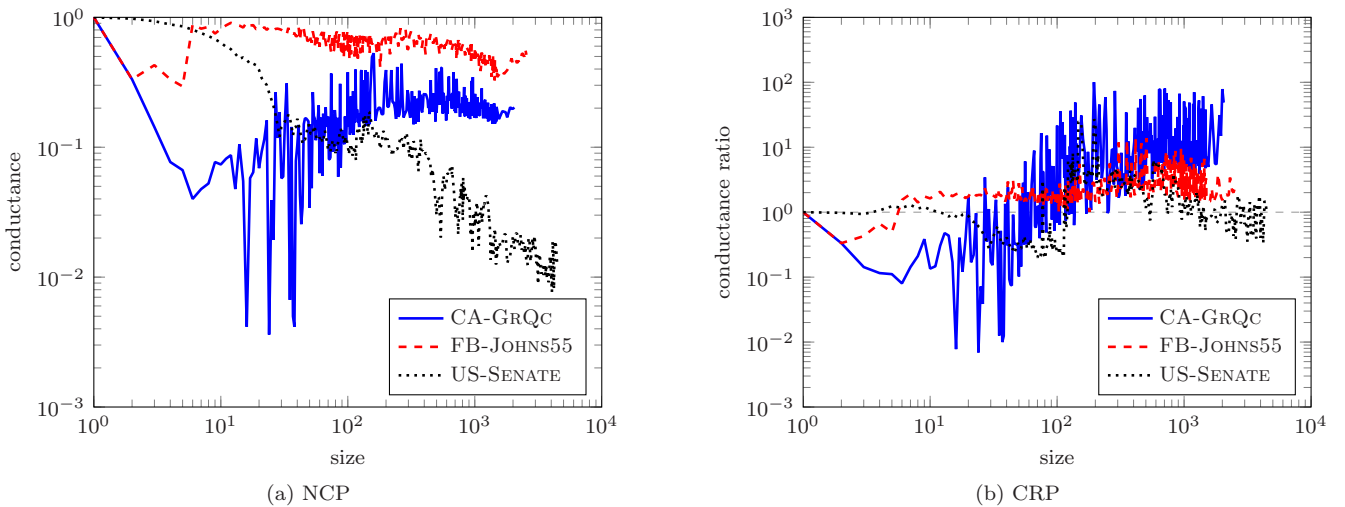 10^0
10^-1
10^-2
10^-3
10^0
10^1
10^2
10^3
10^4
conductance
size
CA-GrQc
FB-Johns55
US-Senate
(a) NCP
10^3
10^2
10^1
10^0
10^-1
10^-2
10^-3
10^0
10^1
10^2
10^3
10^4
conductance ratio
size
CA-GrQc
FB-Johns55
US-Senate
(b) CRP